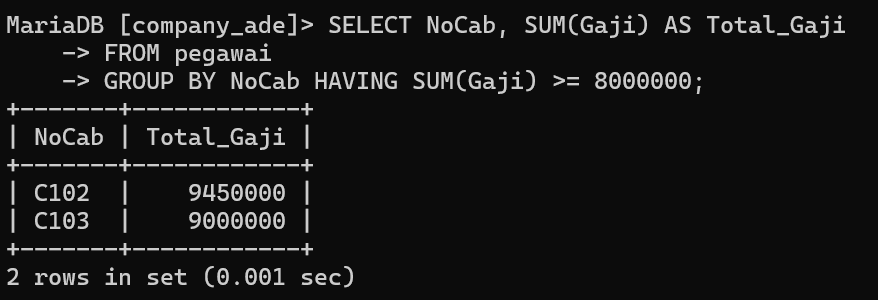 MariaDB [company_ade]> SELECT NoCab, SUM(Gaji) AS Total_Gaji
    -> FROM pegawai
    -> GROUP BY NoCab HAVING SUM(Gaji) >= 8000000;
+-------+------------+
| NoCab | Total_Gaji |
+-------+------------+
| C102  |    9450000 |
| C103  |    9000000 |
+-------+------------+
2 rows in set (0.001 sec)